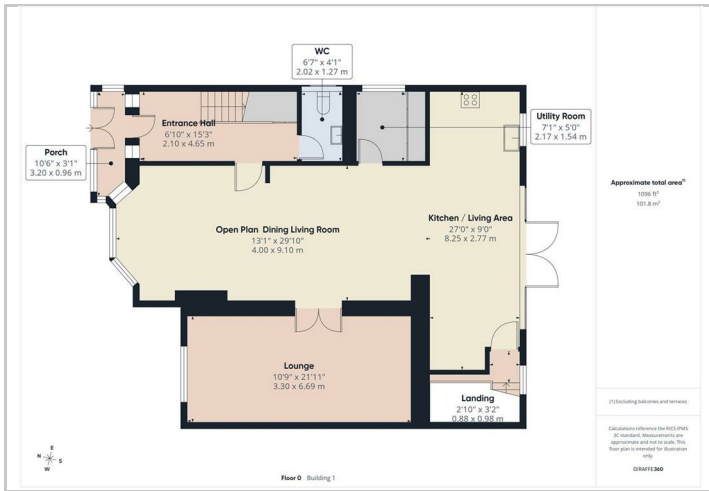 WC
6'7" x 4'1"
2.02 x 1.27 m
Entrance Hall
6'10" x 15'3"
2.10 x 4.65 m
Utility Room
7'1" x 5'0"
2.17 x 1.54 m
Porch
10'6" x 3'1"
3.20 x 0.96 m
Approximate total area⁽¹⁾
1096 ft²
101.8 m²
Kitchen / Living Area
27'0" x 9'0"
8.25 x 2.77 m
Open Plan Dining Living Room
13'1" x 29'10"
4.00 x 9.10 m
Lounge
10'9" x 21'11"
3.30 x 6.69 m
Landing
2'10" x 3'2"
0.88 x 0.98 m
(1) Excluding balconies and terraces
Calculations reference the RICS IPMS
3C standard. Measurements are
approximate and not to scale. This
floor plan is intended for illustration
only.
GIRAFFE360
N E S W
Floor 0 Building 1